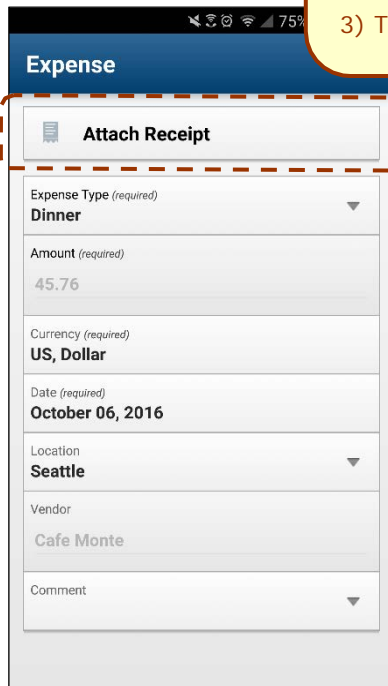 75%
3) T
Expense
Attach Receipt
Expense Type (required)
Dinner
Amount (required)
45.76
Currency (required)
US, Dollar
Date (required)
October 06, 2016
Location
Seattle
Vendor
Cafe Monte
Comment